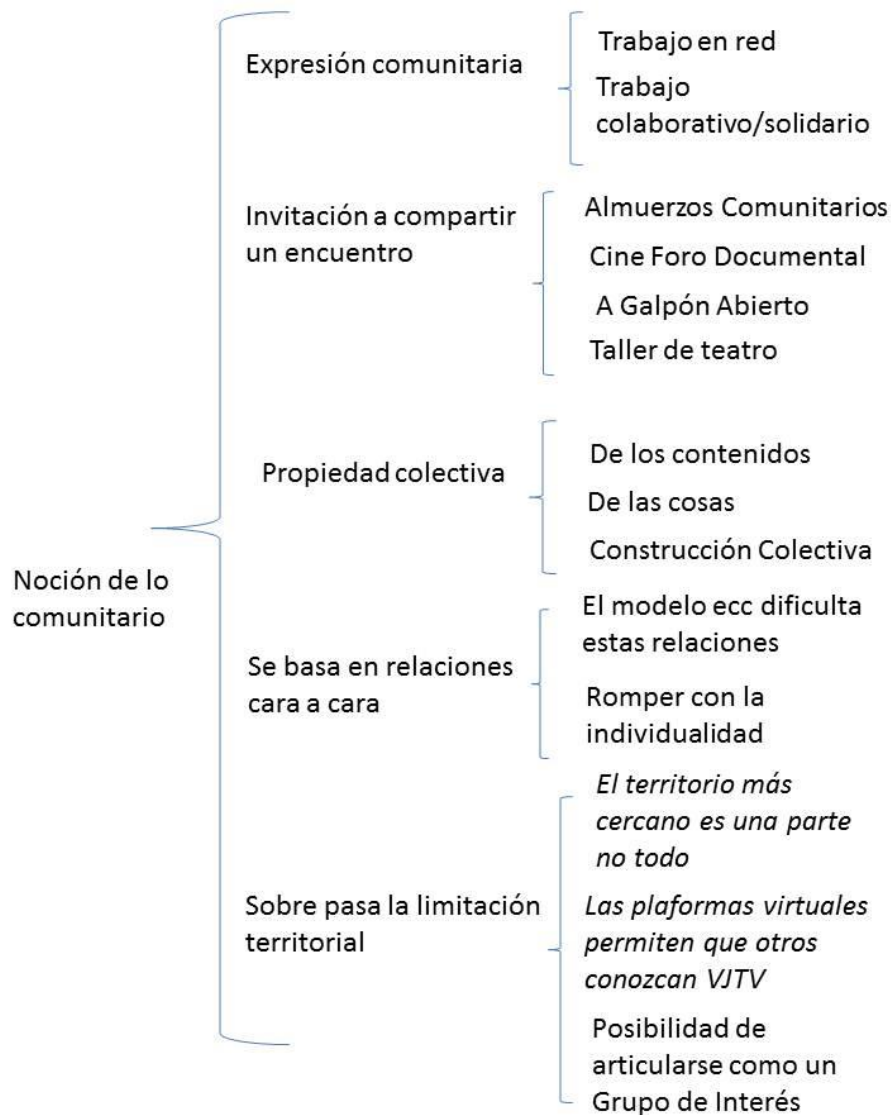 Noción de lo
comunitario
Expresión comunitaria
Trabajo en red
Trabajo
colaborativo/solidario
Invitación a compartir
un encuentro
Almuerzos Comunitarios
Cine Foro Documental
A Galpón Abierto
Taller de teatro
Propiedad colectiva
De los contenidos
De las cosas
Construcción Colectiva
Se basa en relaciones
cara a cara
El modelo ecc dificulta
estas relaciones
Romper con la
individualidad
Sobre pasa la limitación
territorial
El territorio más
cercano es una parte
no todo
Las plaformas virtuales
permiten que otros
conozcan VJTV
Posibilidad de
articularse como un
Grupo de Interés